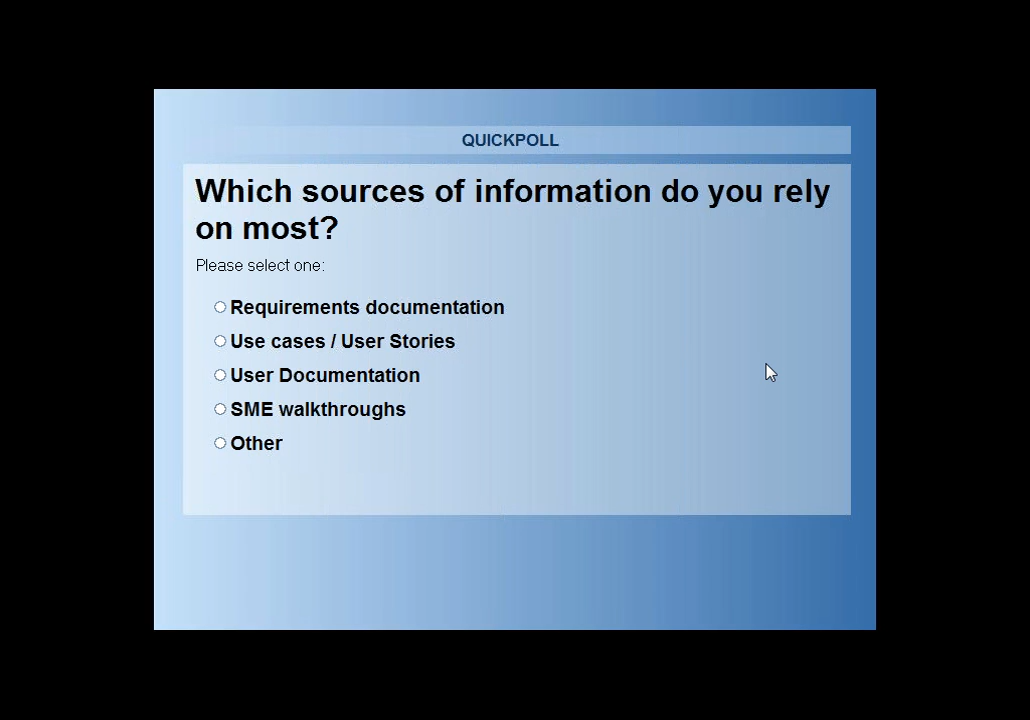 QUICKPOLL
Which sources of information do you rely
on most?
Please select one:
Requirements documentation
Use cases / User Stories
User Documentation
SME walkthroughs
Other